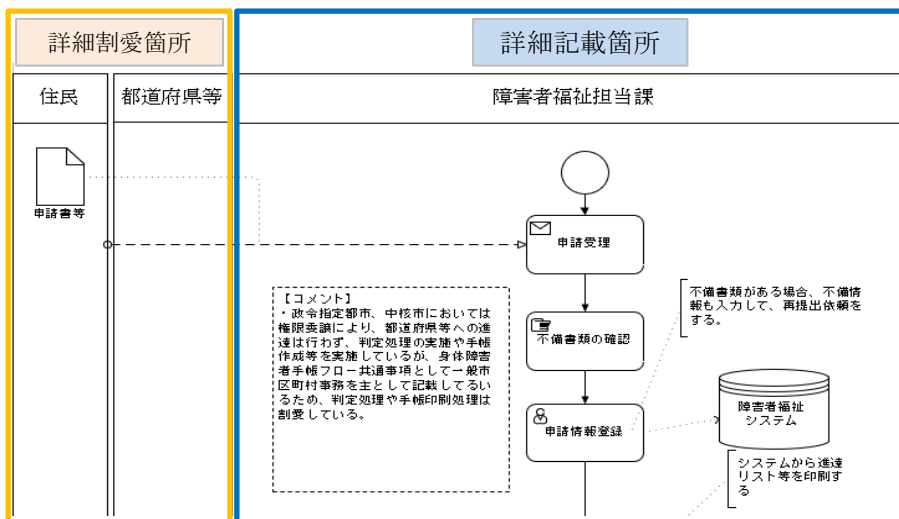 詳細割愛箇所
詳細記載箇所
住民
都道府県等
障害者福祉担当課
申請書等
申請受理
【コメント】
・政令指定都市、中核市においては
権限委譲により、都道府県等への進
達は行わず、判定処理の実施や手帳
作成等を実施しているが、身体障害
者手帳フロー共通事項として一般市
区町村事務を主として記載してるい
るため、判定処理や手帳印刷処理は
割愛している。
不備書類の確認
不備書類がある場合、不備情
報も入力して、再提出依頼を
する。
申請情報登録
障害者福祉
システム
システムから進達
リスト等を印刷す
る